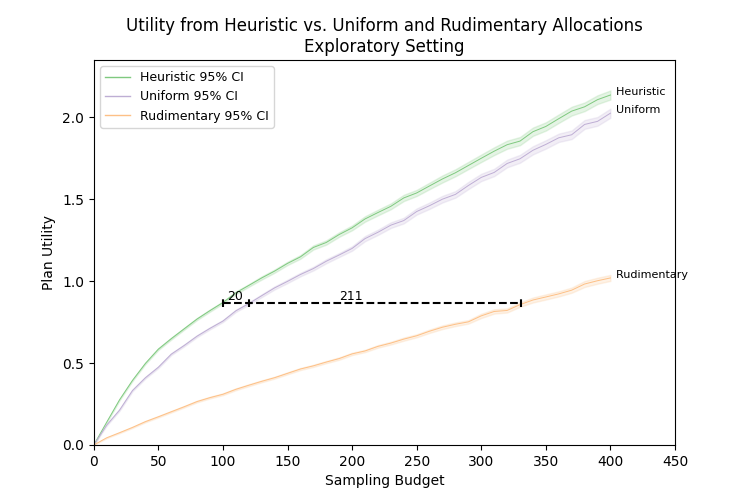 Utility from Heuristic vs. Uniform and Rudimentary Allocations
Exploratory Setting
Heuristic 95% CI
Uniform 95% CI
Rudimentary 95% CI
Heuristic
Uniform
Rudimentary
20
211
Plan Utility
2.0
1.5
1.0
0.5
0.0
0
50
100
150
200
250
300
350
400
450
Sampling Budget